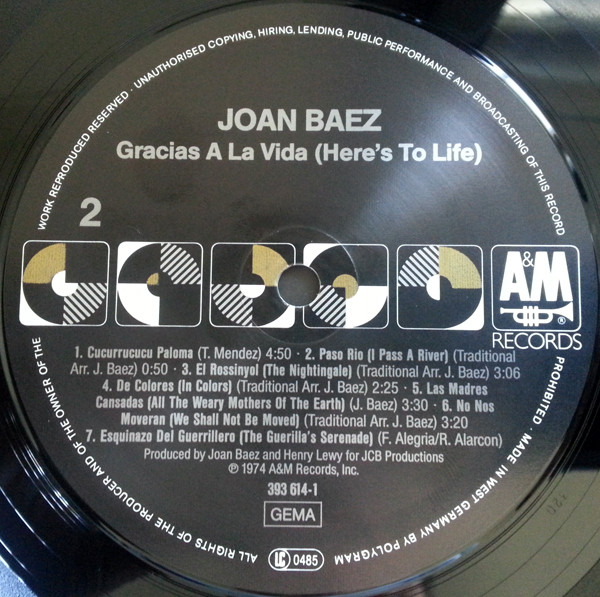 WORK REPRODUCED RESERVED · UNAUTHORISED COPYING, HIRING, LENDING, PUBLIC PERFORMANCE AND BROADCASTING OF THIS RECORD
JOAN BAEZ
Gracias A La Vida (Here's To Life)
2
A&M
®
RECORDS
1. Cucurrucucu Paloma (T. Mendez) 4:50 · 2. Paso Rio (I Pass A River) (Traditional
Arr. J. Baez) 0:50 · 3. El Rossinyol (The Nightingale) (Traditional Arr. J. Baez) 3:06
4. De Colores (In Colors) (Traditional Arr. J. Baez) 2:25 · 5. Las Madres
Cansadas (All The Weary Mothers Of The Earth) (J. Baez) 3:30 · 6. No Nos
Moveran (We Shall Not Be Moved) (Traditional Arr. J. Baez) 3:20
7. Esquinazo Del Guerrillero (The Guerilla's Serenade) (F. Alegria/R. Alarcon)
Produced by Joan Baez and Henry Lewy for JCB Productions
℗ 1974 A&M Records, Inc.
393 614-1
GEMA
LC 0485
PROHIBITED · MADE IN WEST GERMANY BY POLYGRAM
ALL RIGHTS OF THE PRODUCER AND OF THE OWNER OF THE